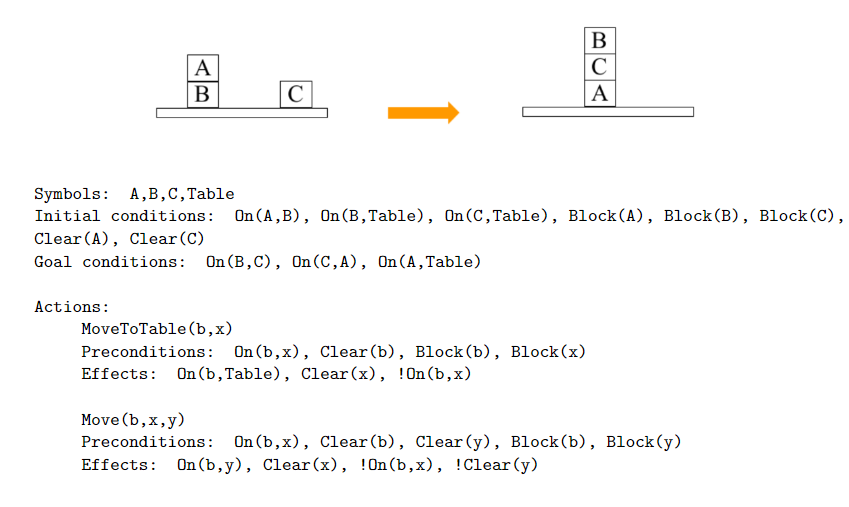 A
B
C
B
C
A
Symbols: A,B,C,Table
Initial conditions: On(A,B), On(B,Table), On(C,Table), Block(A), Block(B), Block(C),
Clear(A), Clear(C)
Goal conditions: On(B,C), On(C,A), On(A,Table)
Actions:
MoveToTable(b,x)
Preconditions: On(b,x), Clear(b), Block(b), Block(x)
Effects: On(b,Table), Clear(x), !On(b,x)
Move(b,x,y)
Preconditions: On(b,x), Clear(b), Clear(y), Block(b), Block(y)
Effects: On(b,y), Clear(x), !On(b,x), !Clear(y)